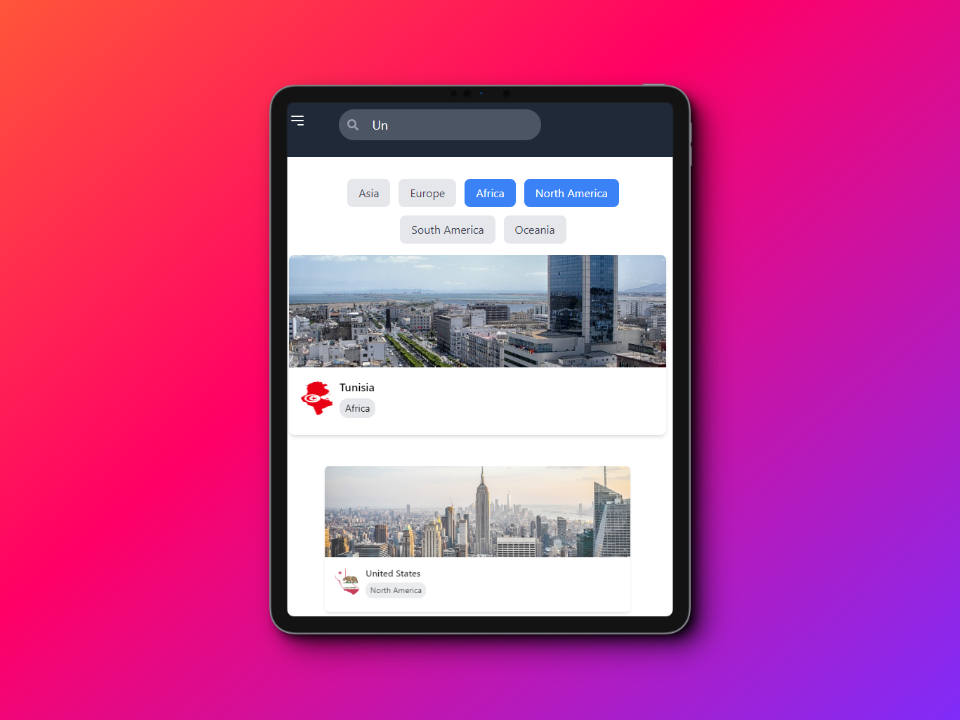 Un
Asia Europe Africa North America
South America Oceania
Tunisia
Africa
United States
North America